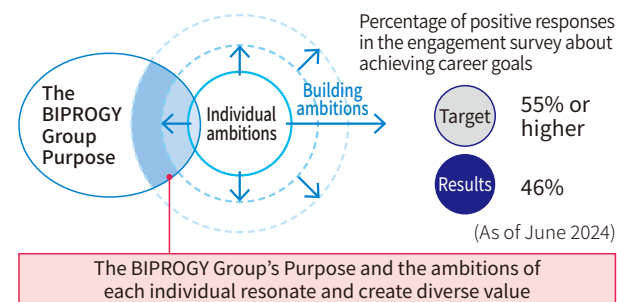 Percentage of positive responses
in the engagement survey about
achieving career goals
The
BIPROGY
Group
Purpose
Individual
ambitions
Building
ambitions
Target
55% or
higher
Results
46%
(As of June 2024)
The BIPROGY Group’s Purpose and the ambitions of
each individual resonate and create diverse value